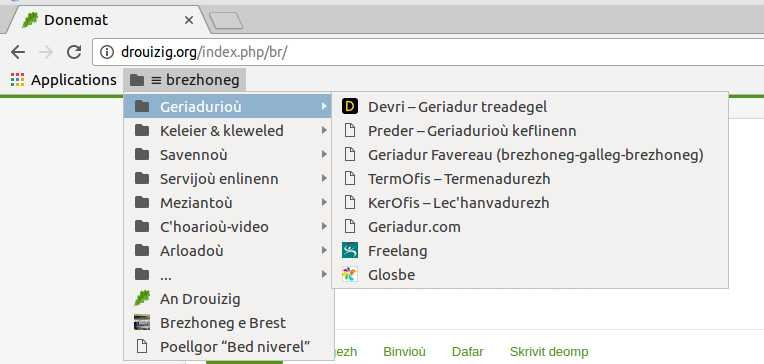 Donemat
drouizig.org/index.php/br/
Applications ≡ brezhoneg
Geriadurioù
Keleier & kleweled
Savennoù
Servijoù enlinenn
Meziantoù
C'hoarioù-video
Arloadoù
...
An Drouizig
Brezhoneg e Brest
Poellgor “Bed niverel”
Devri – Geriadur treadegel
Preder – Geriadurioù keflinenn
Geriadur Favereau (brezhoneg-galleg-brezhoneg)
TermOfis – Termenadurezh
KerOfis – Lec'hanvadurezh
Geriadur.com
Freelang
Glosbe
Binvioù Dafar Skrivit deomp